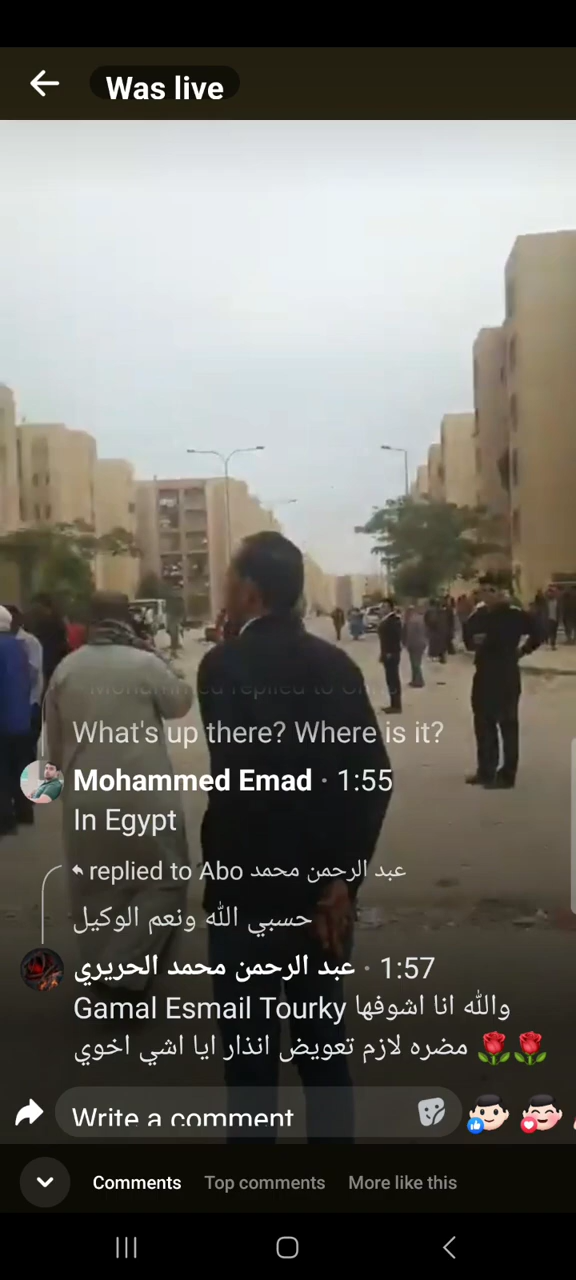 Was live
What's up there? Where is it?
Mohammed Emad · 1:55
In Egypt
replied to Abo عبد الرحمن محمد
حسبي الله ونعم الوكيل
عبد الرحمن محمد الحريري · 1:57
Gamal Esmail Tourky والله انا اشوفها
مضره لازم تعويض انذار ايا اشي اخوي 🌹🌹
Write a comment
Comments Top comments More like this